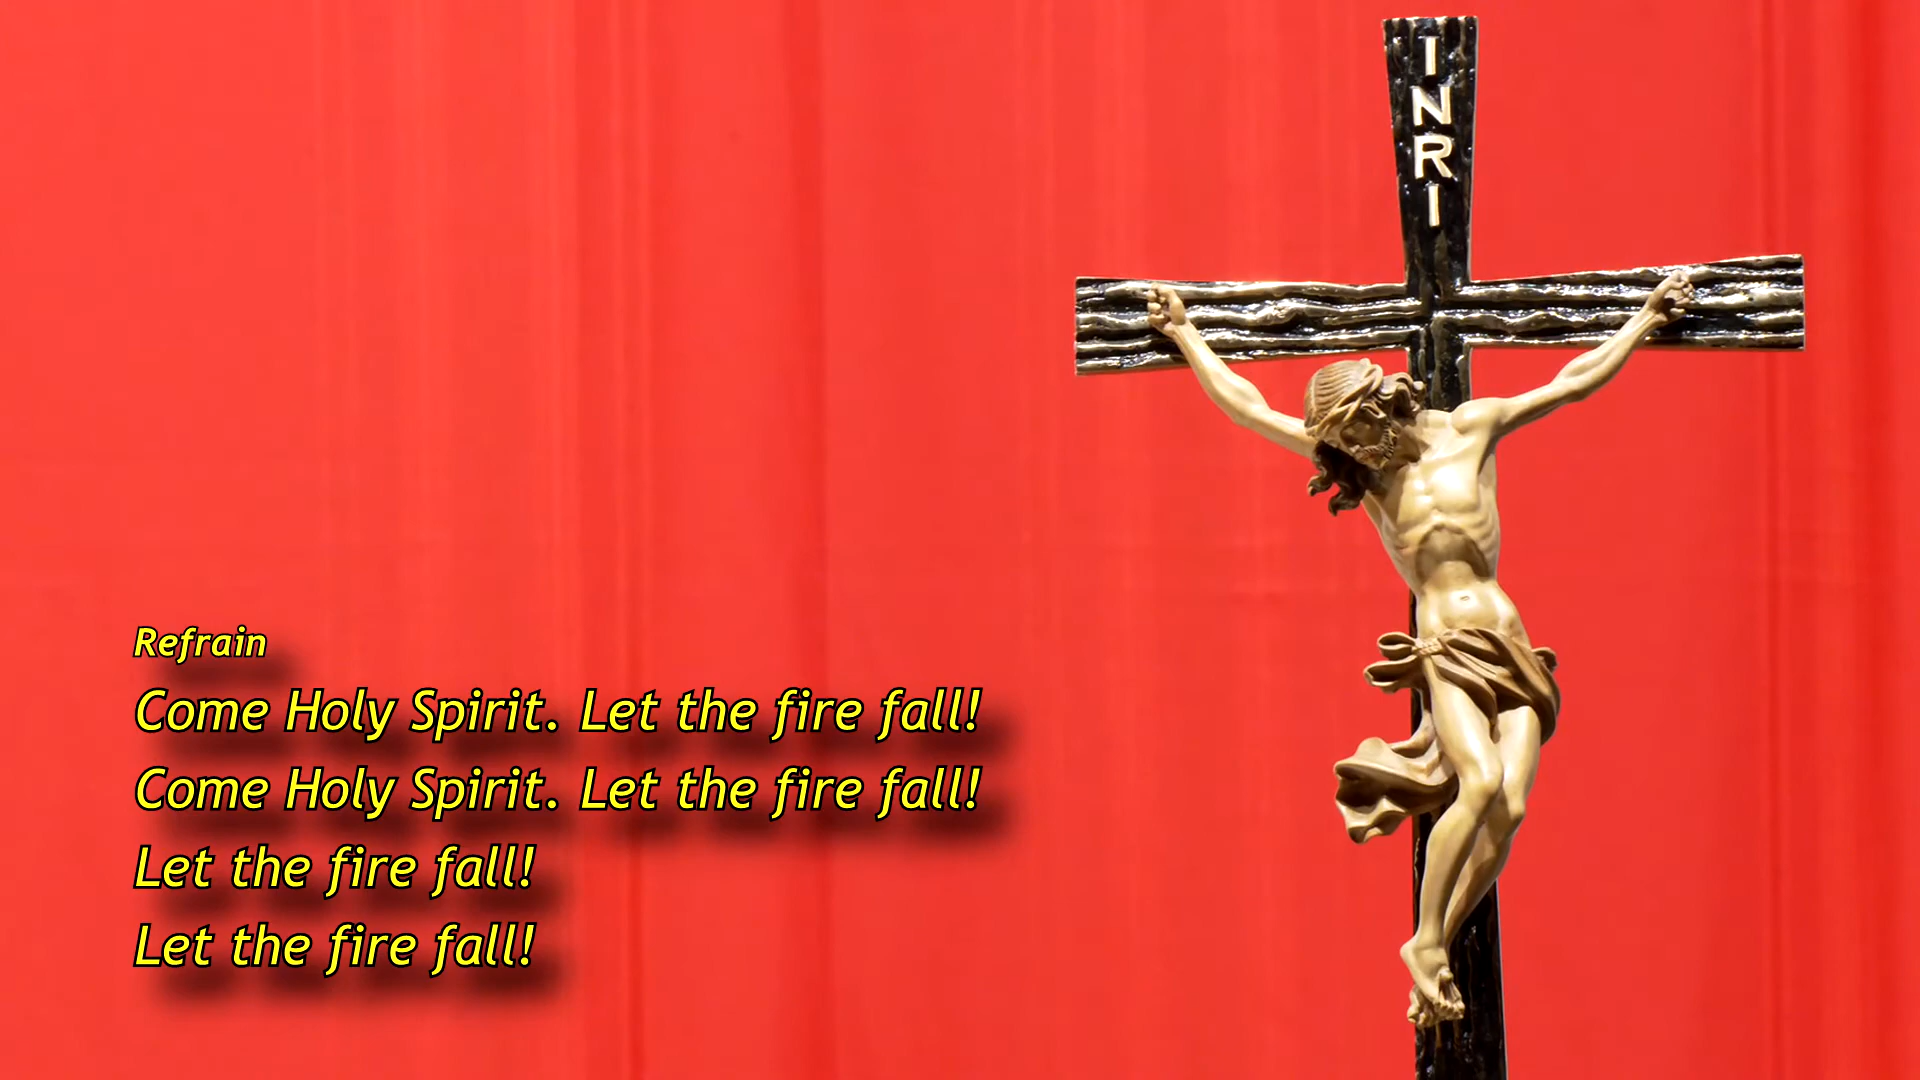 I
N
R
I
Refrain
Come Holy Spirit. Let the fire fall!
Come Holy Spirit. Let the fire fall!
Let the fire fall!
Let the fire fall!